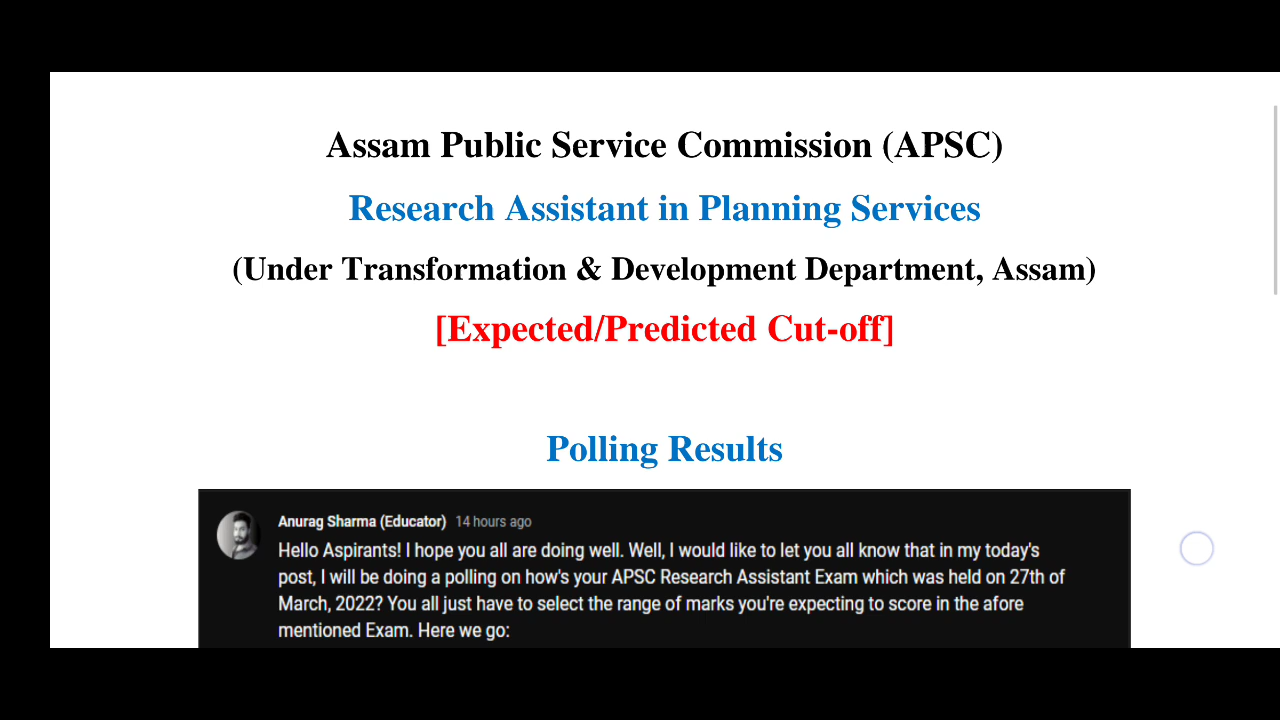 Assam Public Service Commission (APSC)
Research Assistant in Planning Services
(Under Transformation & Development Department, Assam)
[Expected/Predicted Cut-off]
Polling Results
Anurag Sharma (Educator) 14 hours ago
Hello Aspirants! I hope you all are doing well. Well, I would like to let you all know that in my today's
post, I will be doing a polling on how's your APSC Research Assistant Exam which was held on 27th of
March, 2022? You all just have to select the range of marks you're expecting to score in the afore
mentioned Exam. Here we go: